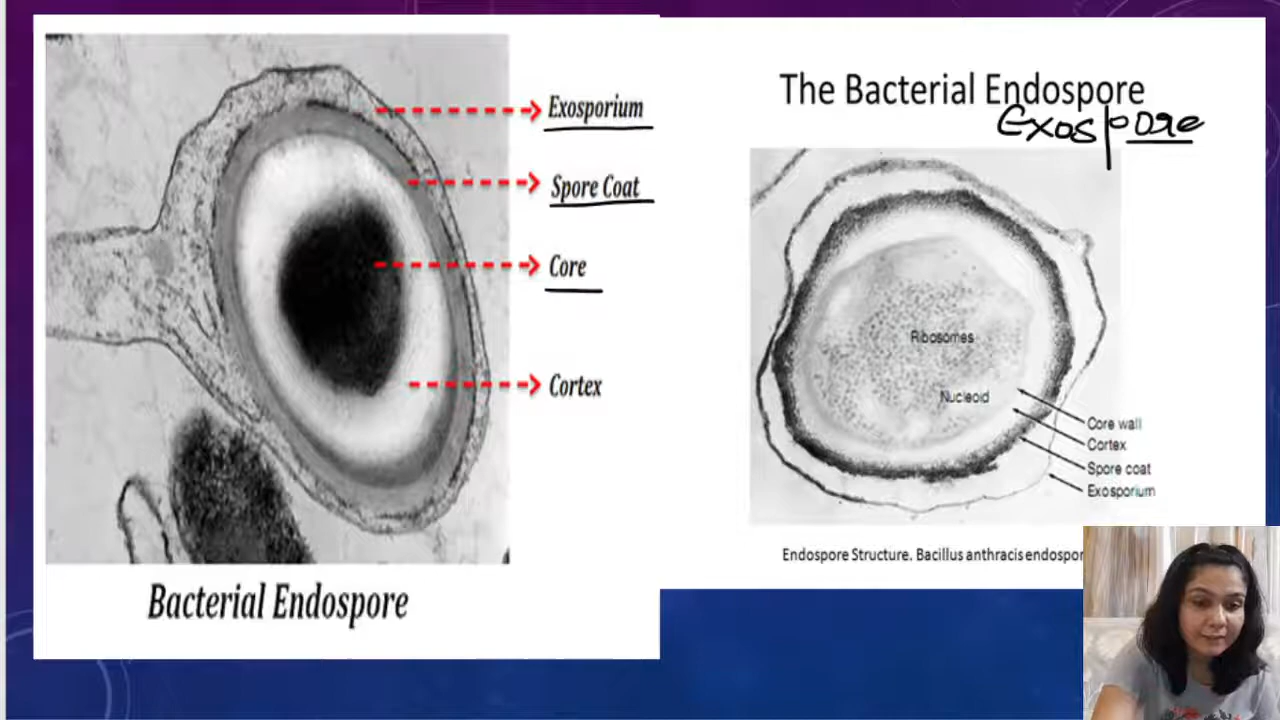 Exosporium
Spore Coat
Core
Cortex
Bacterial Endospore
The Bacterial Endospore
Exospore
Ribosomes
Nucleoid
Core wall
Cortex
Spore coat
Exosporium
Endospore Structure. Bacillus anthracis endospor